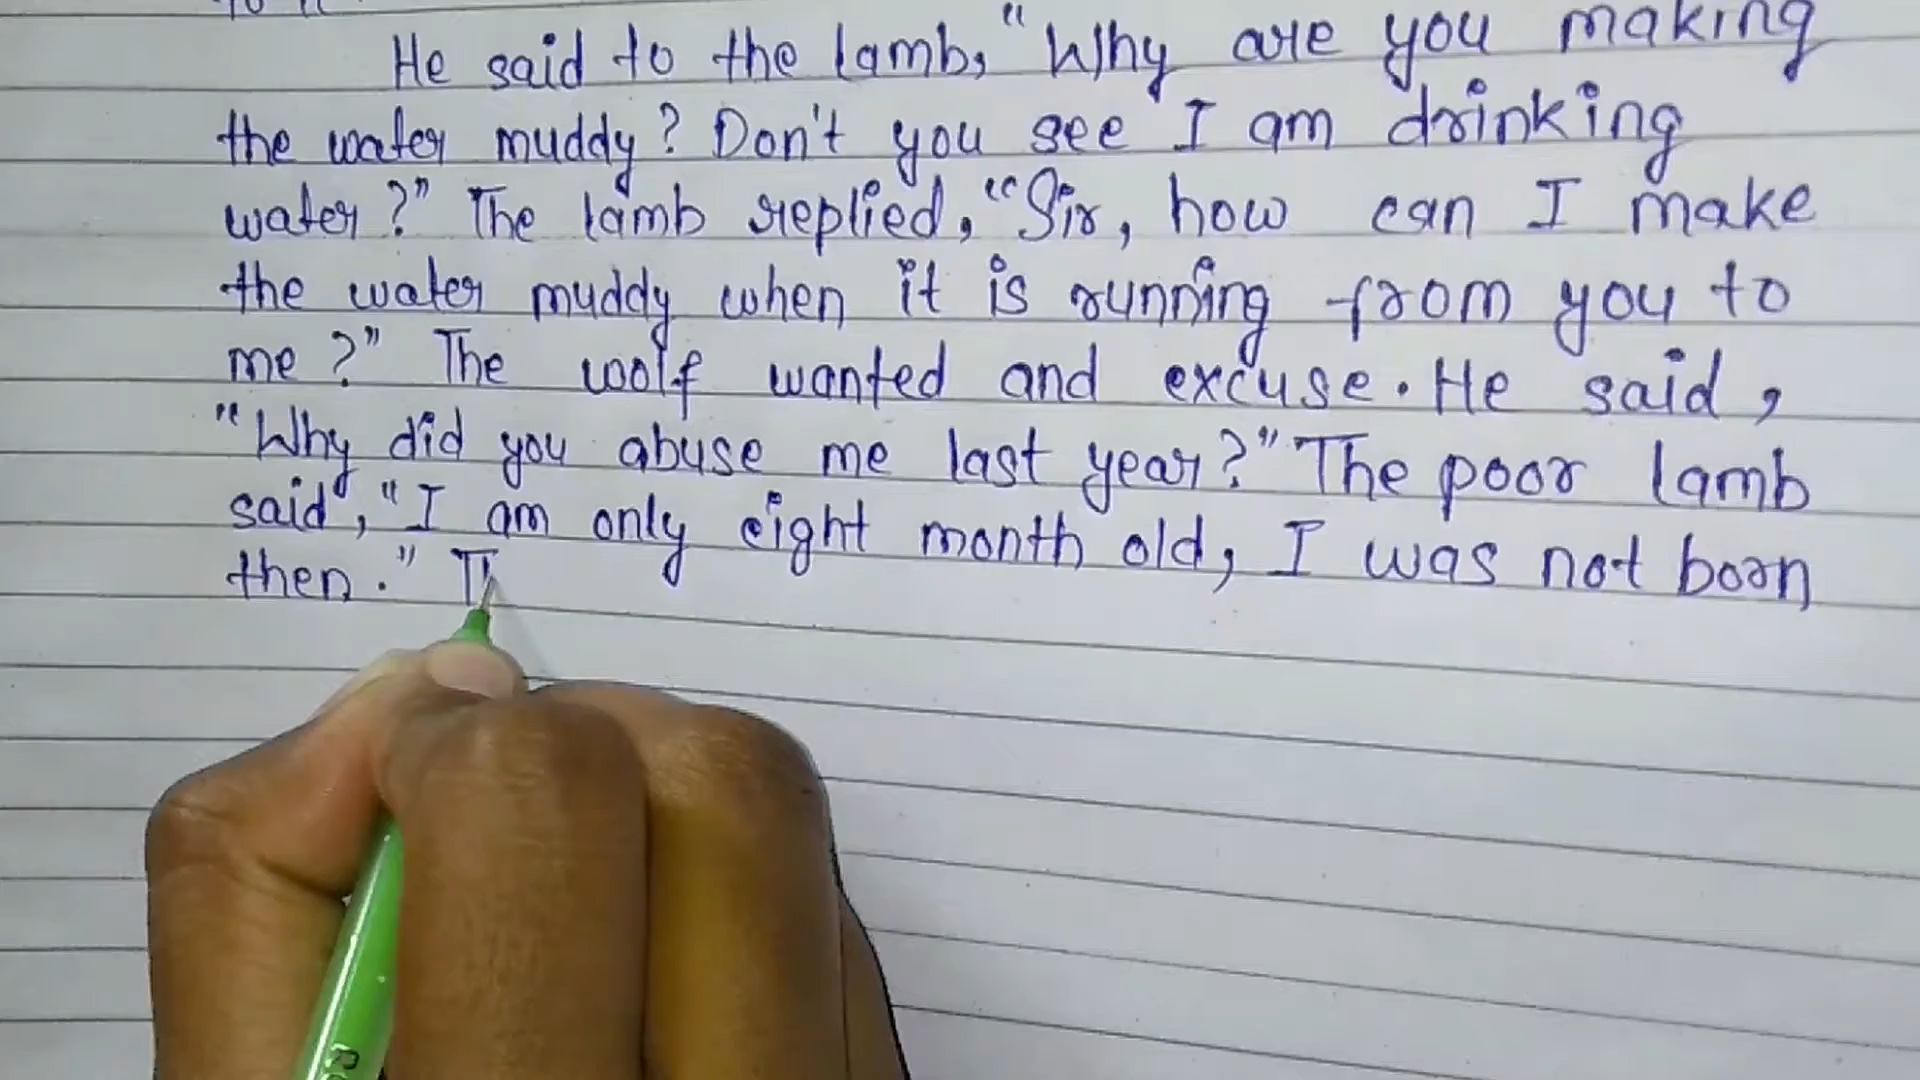 He said to the lamb, "Why are you making
the water muddy? Don't you see I am drinking
water?" The lamb replied, "Sir, how can I make
the water muddy when it is running from you to
me?" The woolf wanted and excuse. He said,
"Why did you abuse me last year?" The poor lamb
said, "I am only eight month old, I was not born
then."